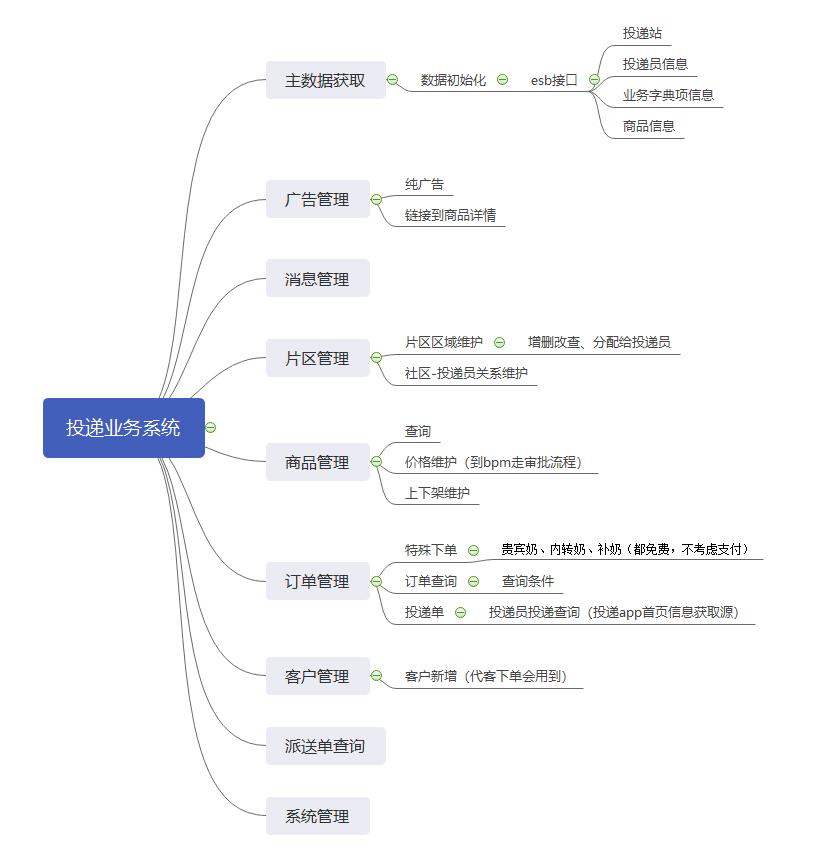 投递业务系统
主数据获取
数据初始化
esb接口
投递站
投递员信息
业务字典项信息
商品信息
广告管理
纯广告
链接到商品详情
消息管理
片区管理
片区区域维护
增删改查、分配给投递员
社区-投递员关系维护
商品管理
查询
价格维护（到bpm走审批流程）
上下架维护
订单管理
特殊下单
贵宾奶、内转奶、补奶（都免费，不考虑支付）
订单查询
查询条件
投递单
投递员投递查询（投递app首页信息获取源）
客户管理
客户新增（代客下单会用到）
派送单查询
系统管理